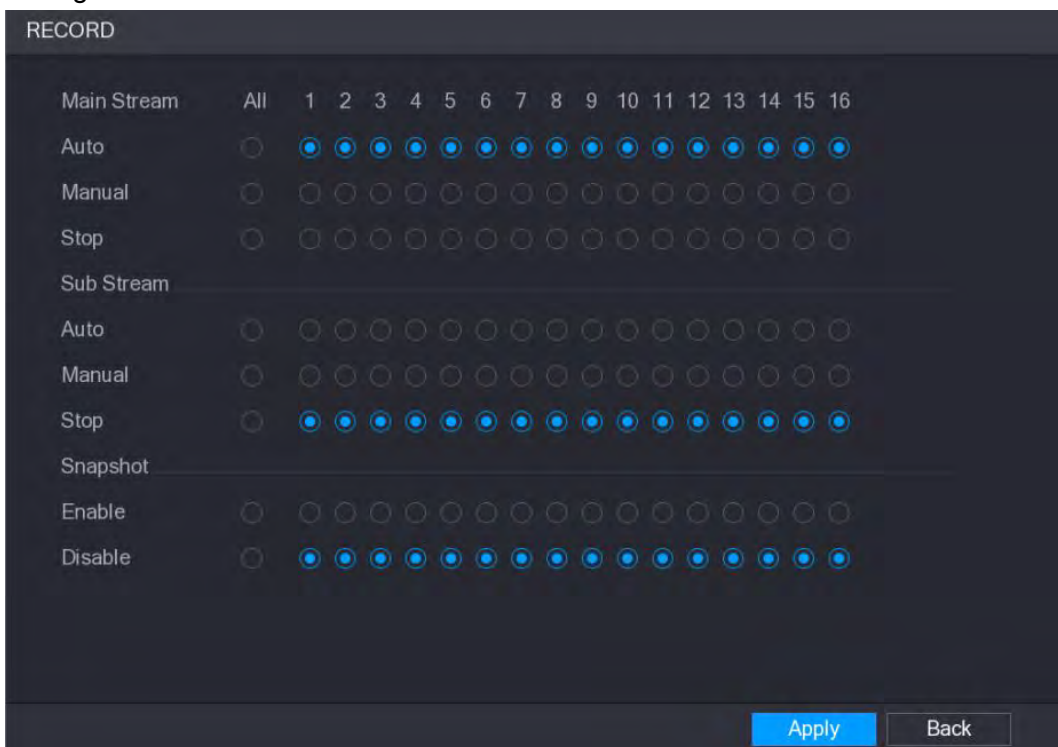 RECORD
Main Stream All 1 2 3 4 5 6 7 8 9 10 11 12 13 14 15 16
Auto
Manual
Stop
Sub Stream
Auto
Manual
Stop
Snapshot
Enable
Disable
Apply Back